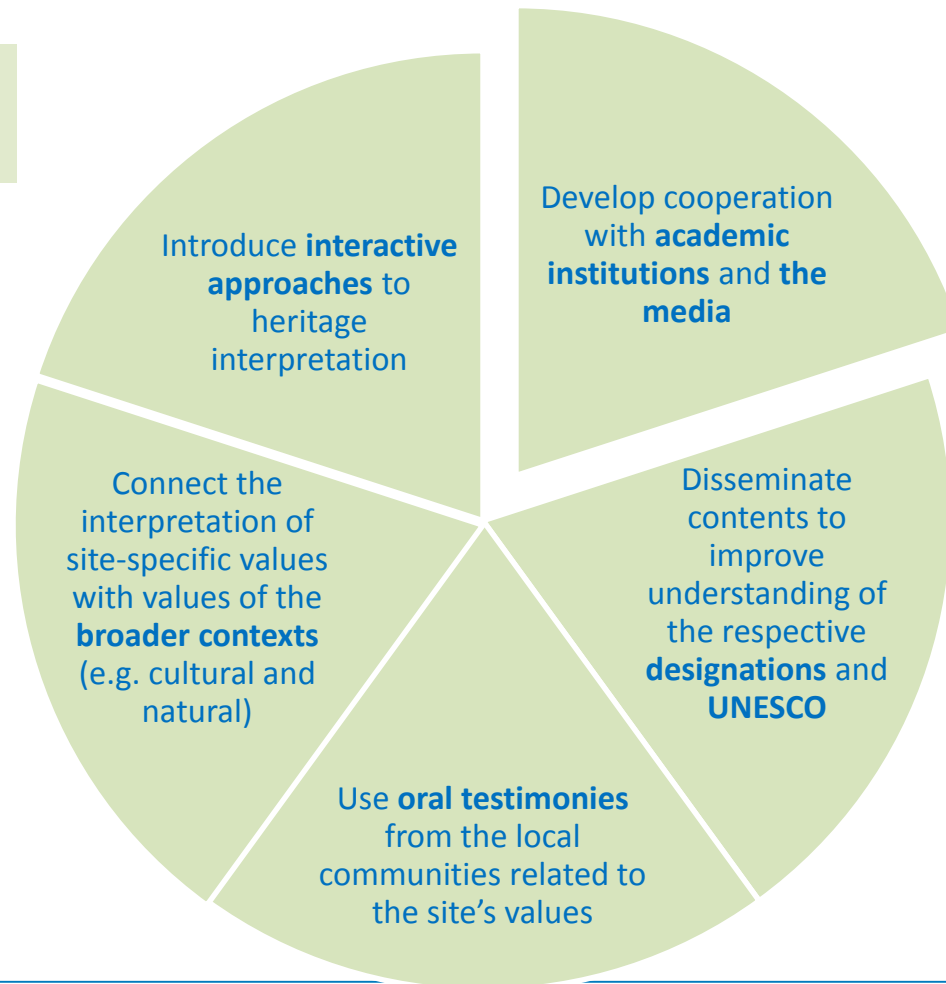 Develop cooperation
with academic
institutions and the
media
Disseminate
contents to
improve
understanding of
the respective
designations and
UNESCO
Use oral testimonies
from the local
communities related to
the site’s values
Connect the
interpretation of
site-specific values
with values of the
broader contexts
(e.g. cultural and
natural)
Introduce interactive
approaches to
heritage
interpretation